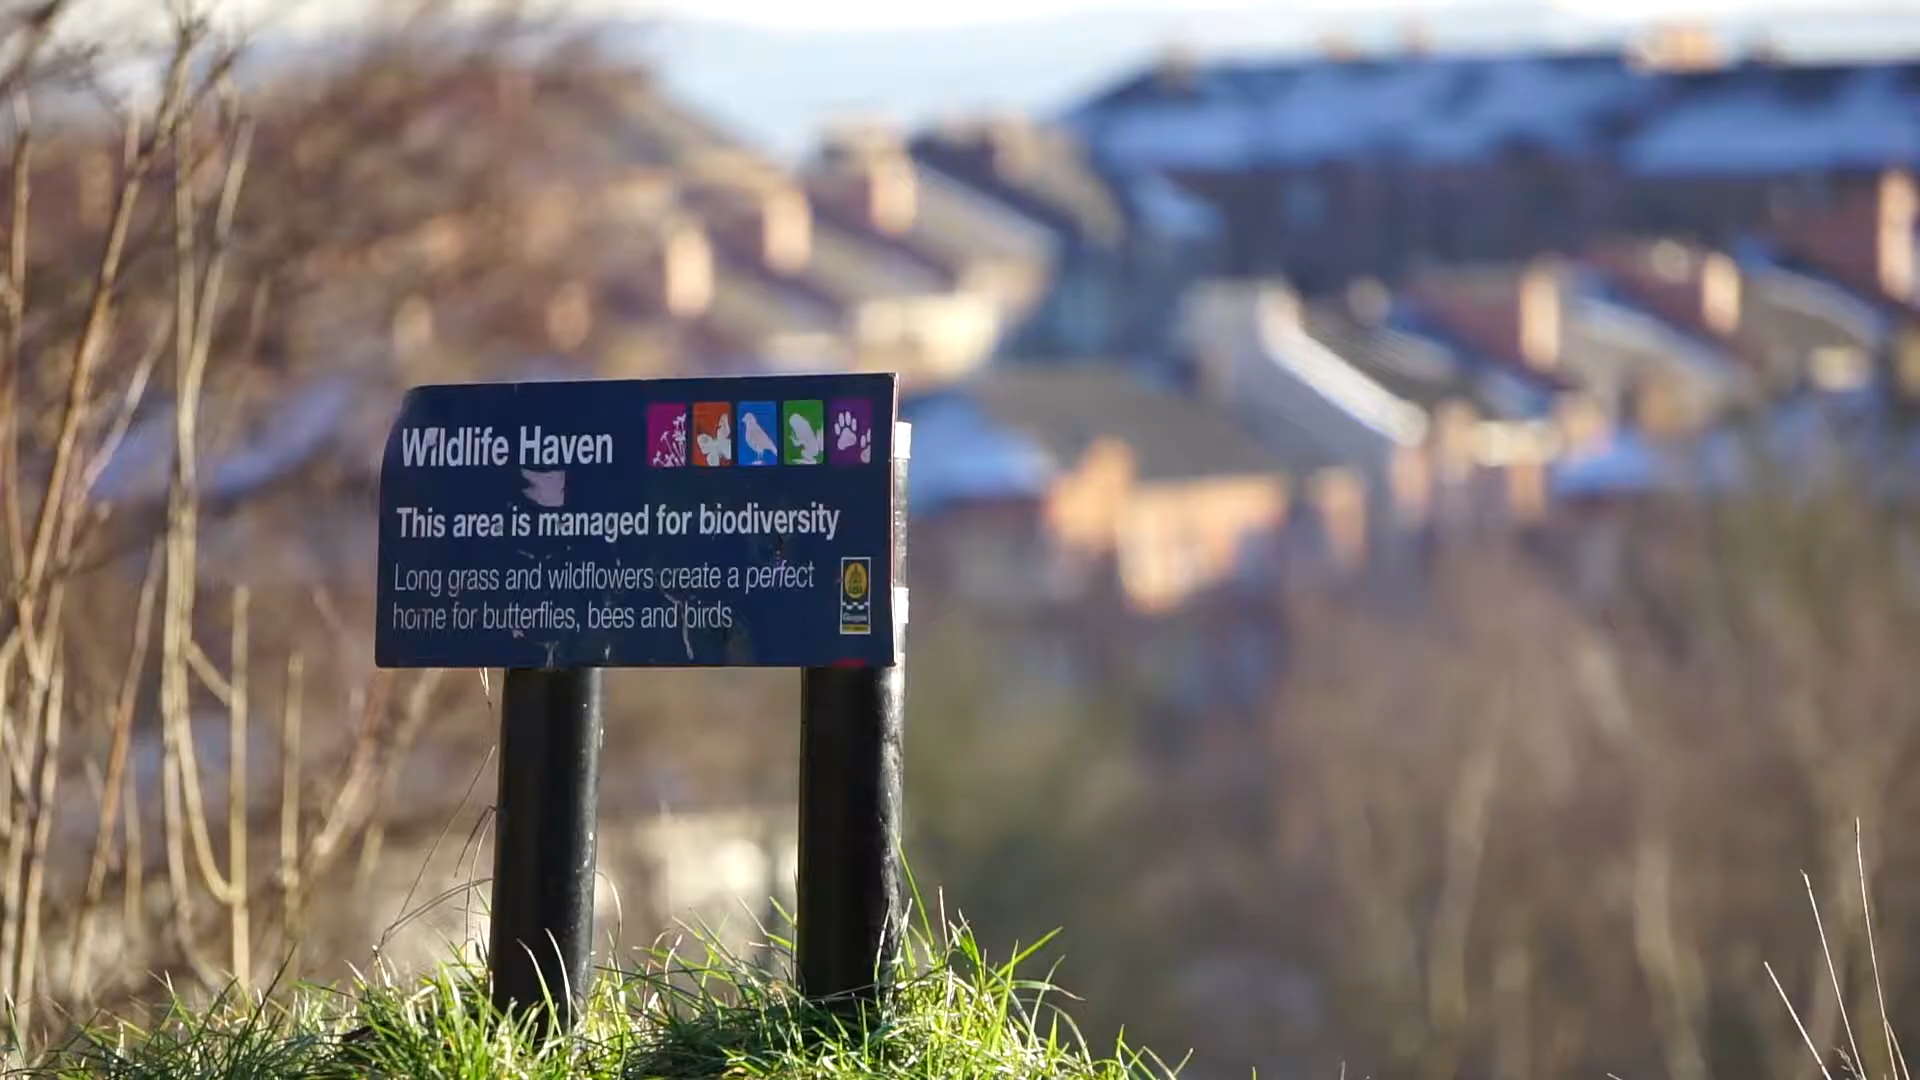 Wildlife Haven
This area is managed for biodiversity
Long grass and wildflowers create a perfect
home for butterflies, bees and birds